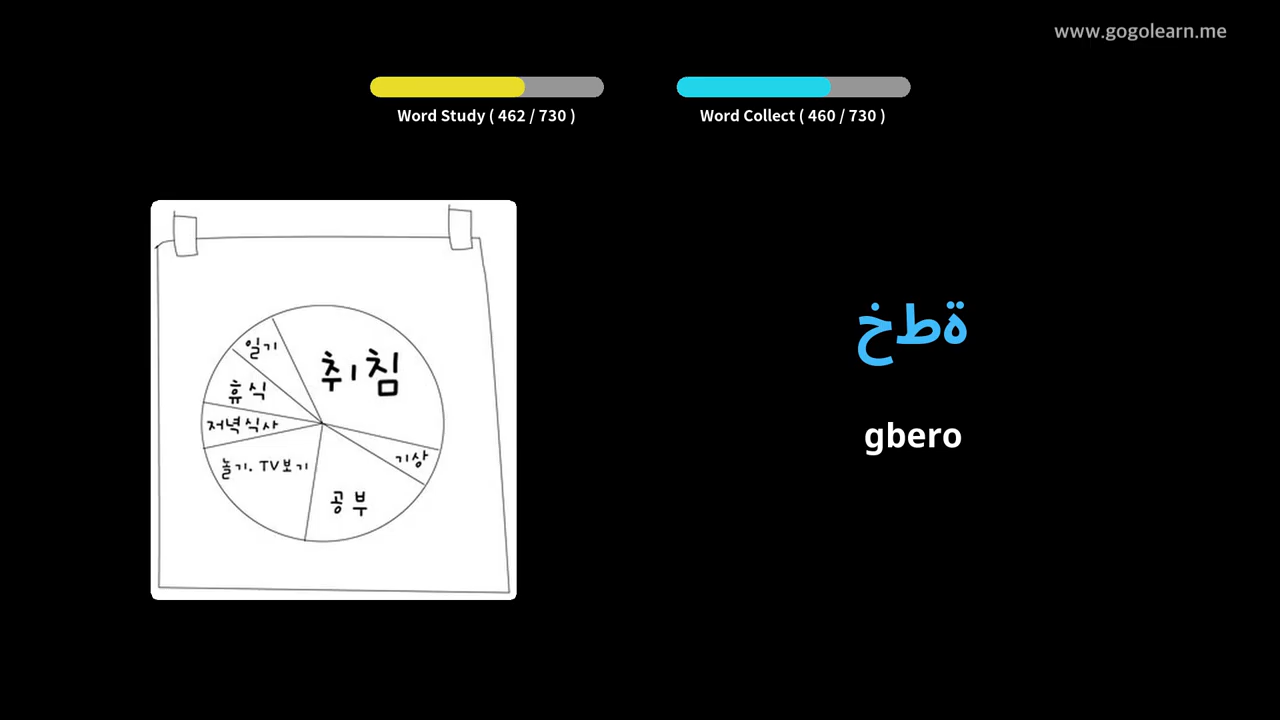 www.gogolearn.me
Word Study ( 462 / 730 )
Word Collect ( 460 / 730 )
일기
취침
휴식
저녁식사
놀기. TV보기
기상
공부
ةطخ
gbero